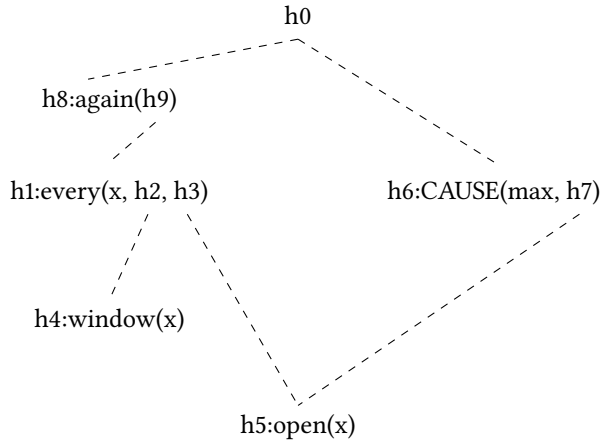 h0
h8:again(h9)
h1:every(x, h2, h3)
h6:CAUSE(max, h7)
h4:window(x)
h5:open(x)